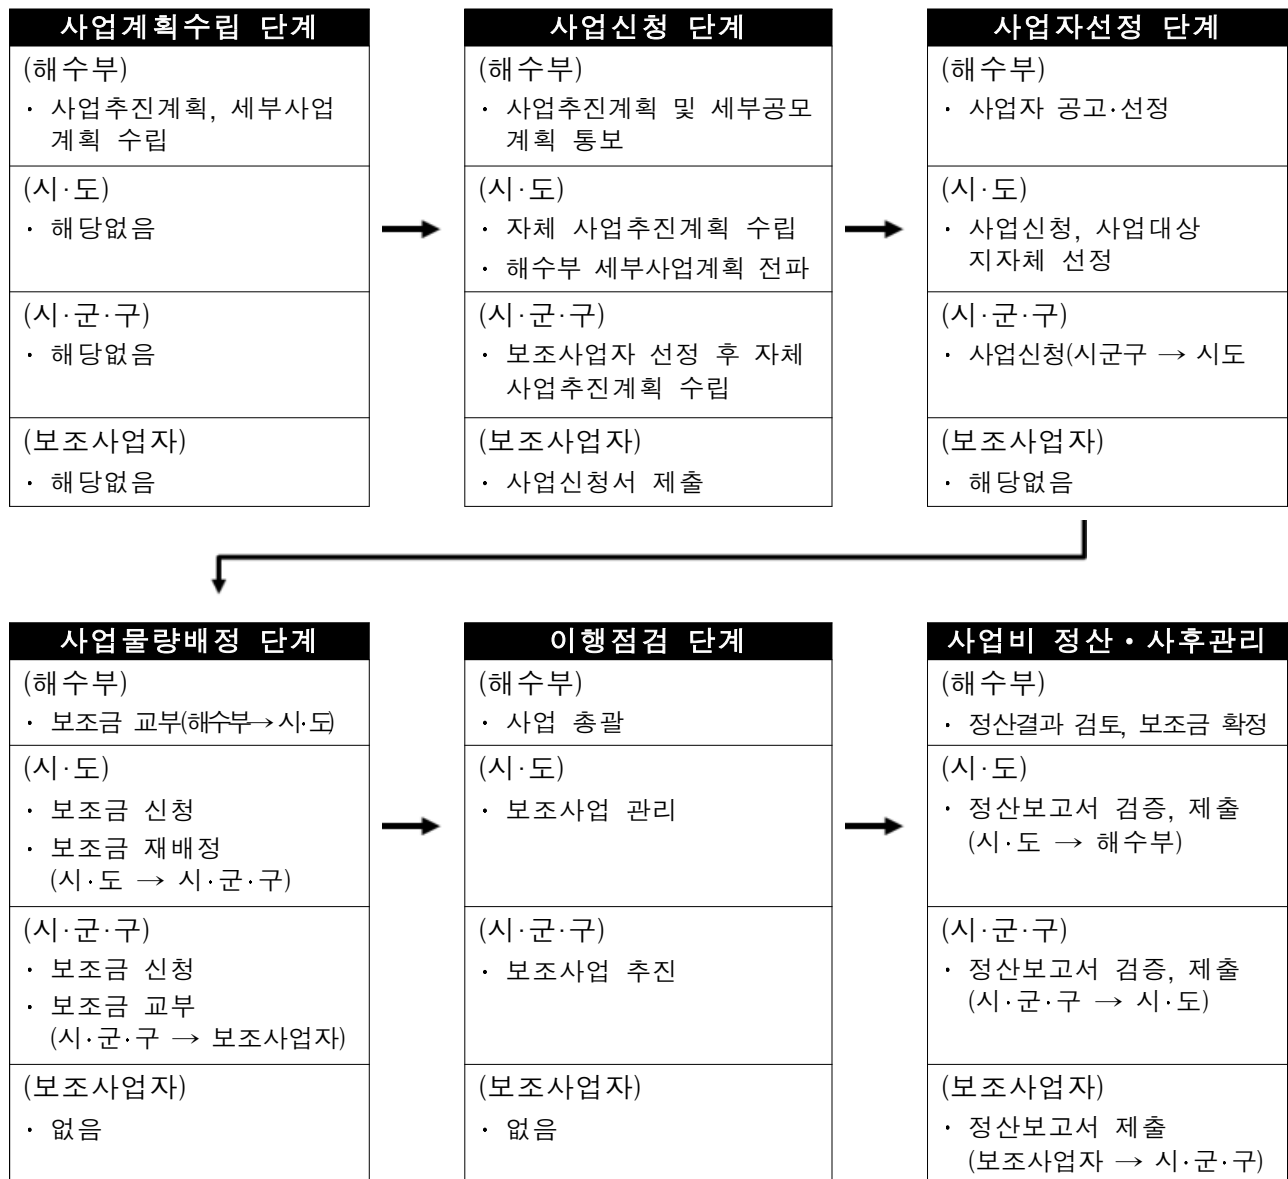 사업계획수립 단계
(해수부)
· 사업추진계획, 세부사업
계획 수립
(시·도)
· 해당없음
(시·군·구)
· 해당없음
(보조사업자)
· 해당없음
사업신청 단계
(해수부)
· 사업추진계획 및 세부공모
계획 통보
(시·도)
· 자체 사업추진계획 수립
· 해수부 세부사업계획 전파
(시·군·구)
· 보조사업자 선정 후 자체
사업추진계획 수립
(보조사업자)
· 사업신청서 제출
사업자선정 단계
(해수부)
· 사업자 공고·선정
(시·도)
· 사업신청, 사업대상
지자체 선정
(시·군·구)
· 사업신청(시군구 → 시도
(보조사업자)
· 해당없음
사업물량배정 단계
(해수부)
· 보조금 교부(해수부→시·도)
(시·도)
· 보조금 신청
· 보조금 재배정
(시·도 → 시·군·구)
(시·군·구)
· 보조금 신청
· 보조금 교부
(시·군·구 → 보조사업자)
(보조사업자)
· 없음
이행점검 단계
(해수부)
· 사업 총괄
(시·도)
· 보조사업 관리
(시·군·구)
· 보조사업 추진
(보조사업자)
· 없음
사업비 정산·사후관리
(해수부)
· 정산결과 검토, 보조금 확정
(시·도)
· 정산보고서 검증, 제출
(시·도 → 해수부)
(시·군·구)
· 정산보고서 검증, 제출
(시·군·구 → 시·도)
(보조사업자)
· 정산보고서 제출
(보조사업자 → 시·군·구)